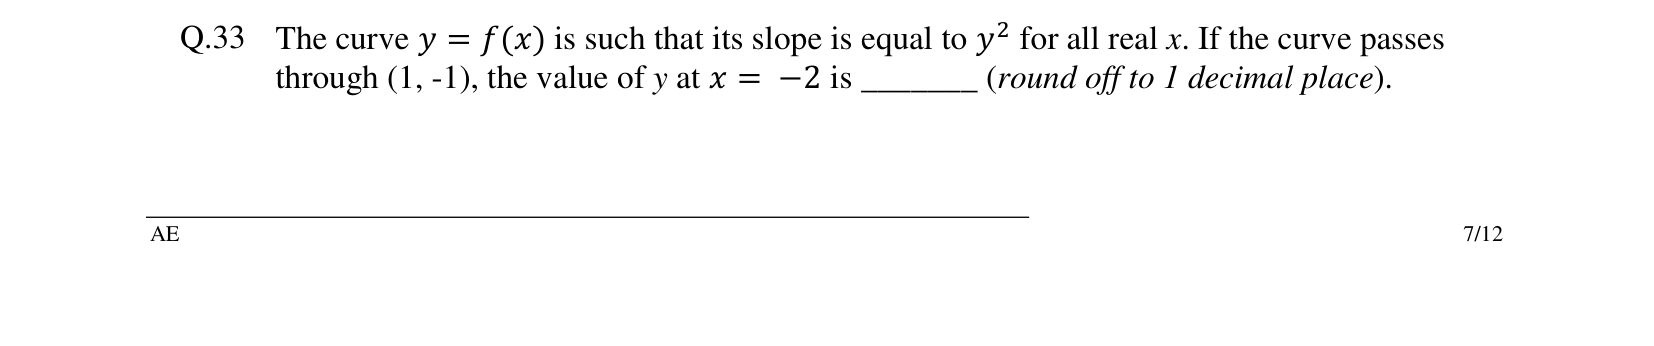 Q.33 The curve y = f(x) is such that its slope is equal to y² for all real x. If the curve passes
through (1, -1), the value of y at x = −2 is _______ (round off to 1 decimal place).
AE 7/12